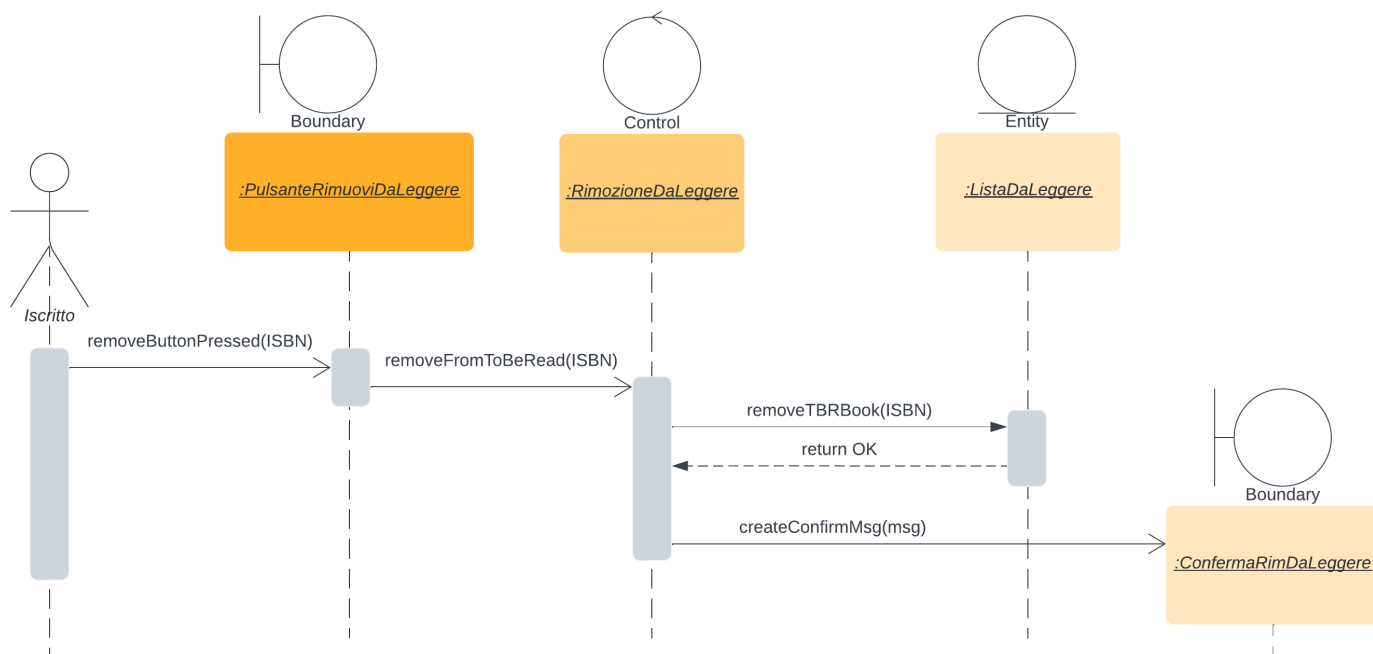 Boundary
Control
Entity
:PulsanteRimuoviDaLeggere
:RimozioneDaLeggere
:ListaDaLeggere
Iscritto
removeButtonPressed(ISBN)
removeFromToBeRead(ISBN)
removeTBRBook(ISBN)
return OK
Boundary
createConfirmMsg(msg)
:ConfermaRimDaLeggere